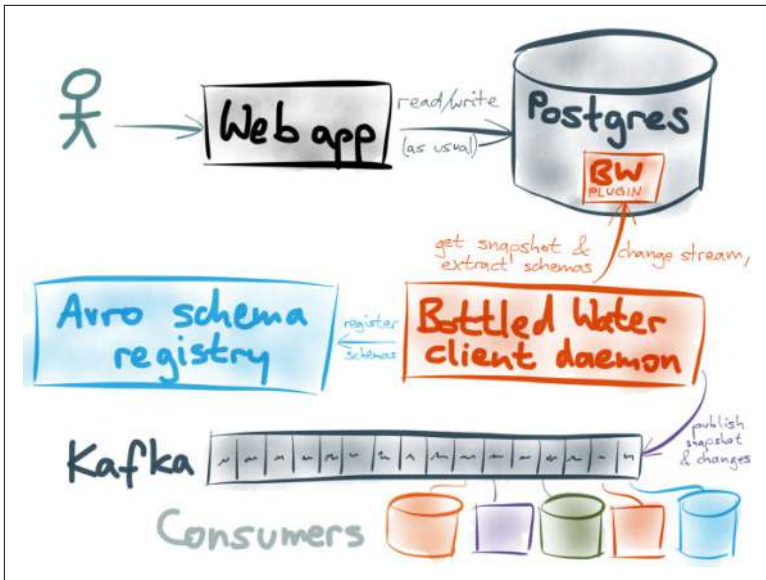 Web app
read/write
(as usual)
Postgres
BW
PLUGIN
get snapshot &
extract schemas
change stream,
Avro schema
registry
register
schemas
Bottled Water
client daemon
Kafka
publish
snapshot
& changes
Consumers